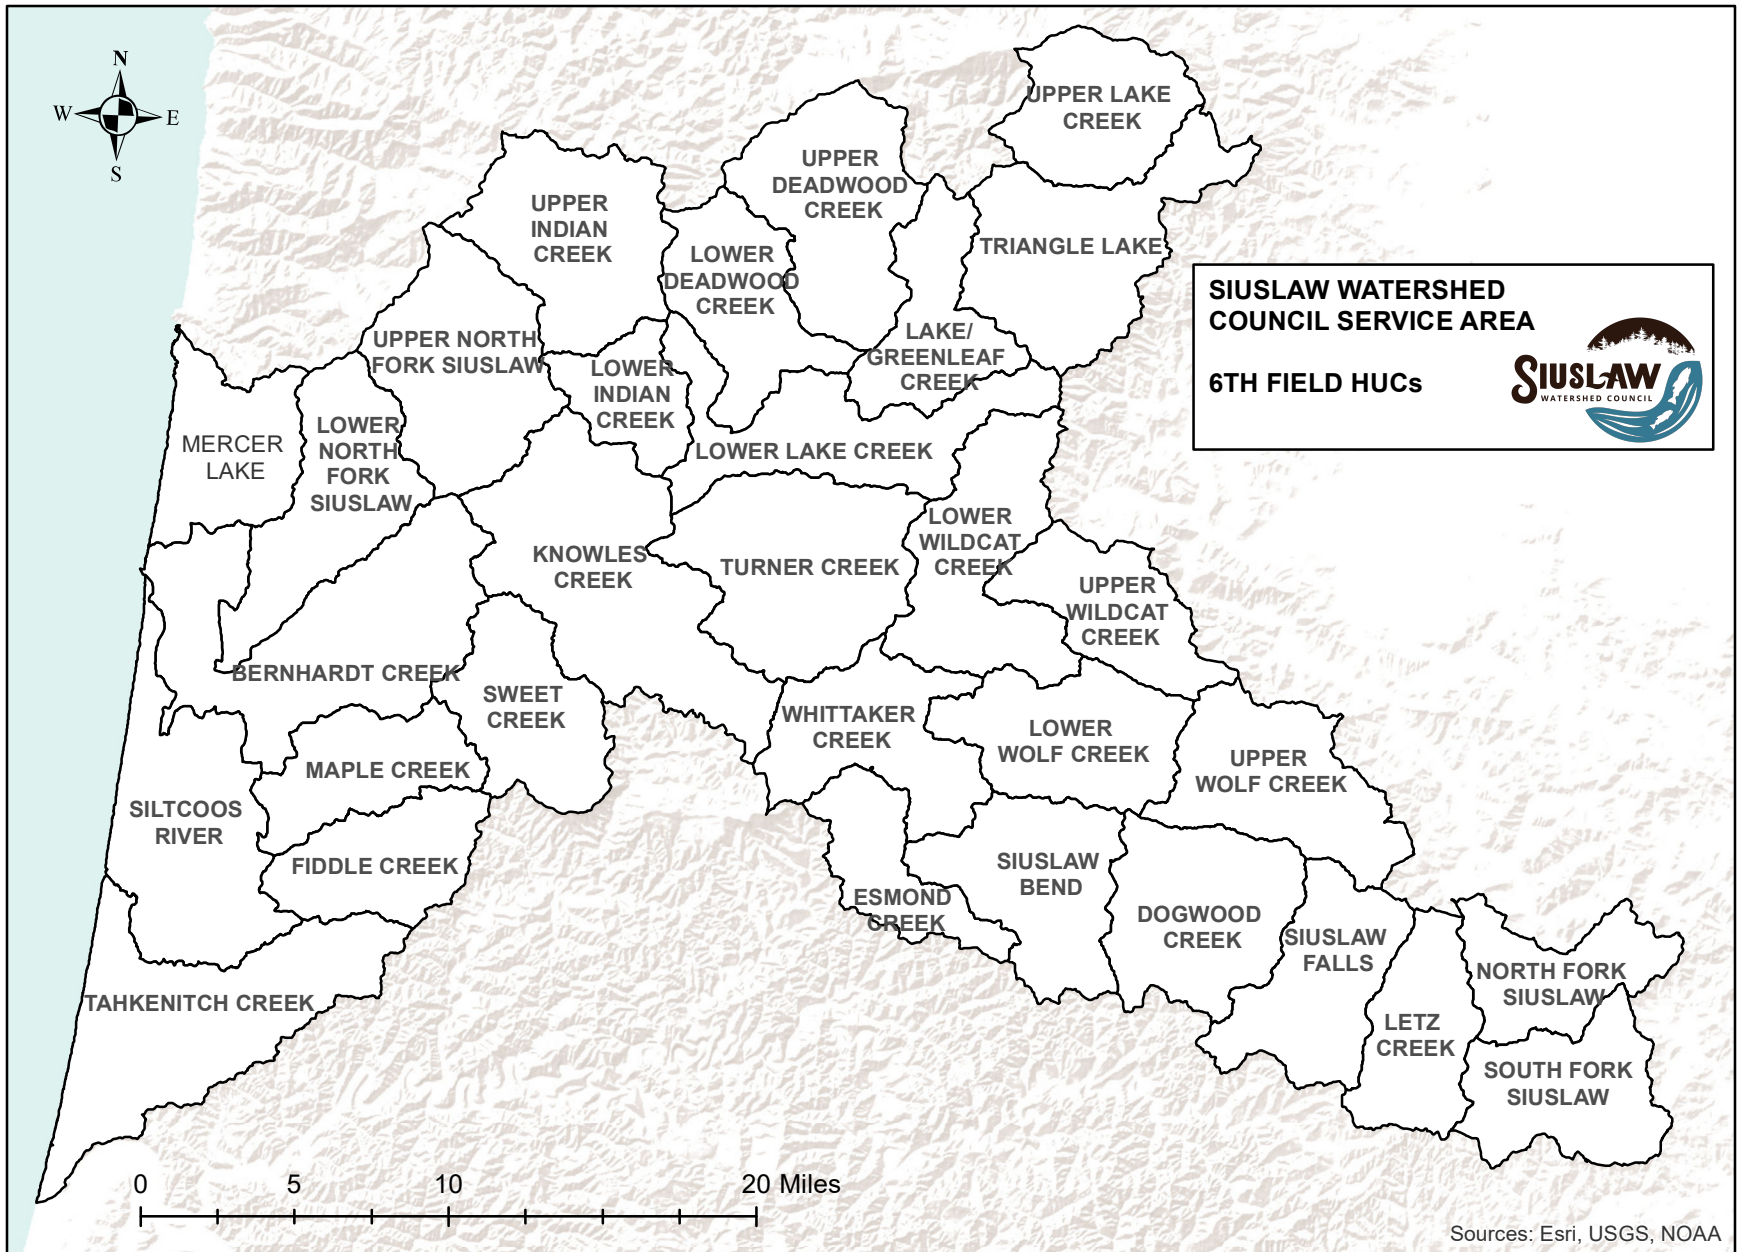 N
W
E
S
UPPER LAKE
CREEK
UPPER
DEADWOOD
CREEK
UPPER
INDIAN
CREEK
TRIANGLE LAKE
LOWER
DEADWOOD
CREEK
SIUSLAW WATERSHED
COUNCIL SERVICE AREA
6TH FIELD HUCs
SIUSLAW
WATERSHED COUNCIL
UPPER NORTH
FORK SIUSLAW
LAKE/
GREENLEAF
CREEK
LOWER
INDIAN
CREEK
MERCER
LAKE
LOWER
NORTH
FORK
SIUSLAW
LOWER LAKE CREEK
LOWER
WILDCAT
CREEK
KNOWLES
CREEK
TURNER CREEK
UPPER
WILDCAT
CREEK
BERNHARDT CREEK
SWEET
CREEK
WHITTAKER
CREEK
LOWER
WOLF CREEK
UPPER
WOLF CREEK
MAPLE CREEK
SILTCOOS
RIVER
FIDDLE CREEK
SIUSLAW
BEND
ESMOND
CREEK
DOGWOOD
CREEK
SIUSLAW
FALLS
NORTH FORK
SIUSLAW
TAHKENITCH CREEK
LETZ
CREEK
SOUTH FORK
SIUSLAW
0 5 10 20 Miles
Sources: Esri, USGS, NOAA